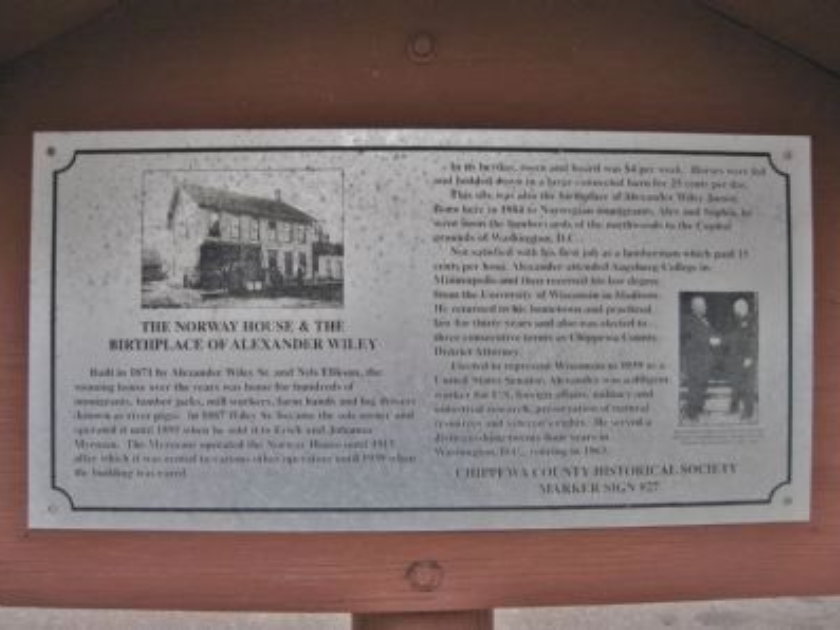 THE NORWAY HOUSE & THE
BIRTHPLACE OF ALEXANDER WILEY
Built in 1871 by Alexander Wiley Sr. and Nels the
rooming house over the years was home for hundreds of
immigrants, lumber jacks, mill workers, farm hands and log drivers
known as river pigs. In 1887 Wiley Sr. became the sole owner and
operated it until when he sold it to and Johanna
The operated the Norway House until
after which it was rented to various other operators until 1939 when
the building was razed.
In its heyday, room and board was $4 per week. Horses were fed
and bedded down in a large connected barn for 25 cents per day.
This site was also the birthplace of Alexander Wiley Junior.
Born here in 1884 to Norwegian immigrants, Alex and Sophia, he
went from the lumber yards of the northwoods to the Capitol
grounds of Washington, D.C.
Not satisfied with his first job as a lumberman which paid 15
cents per hour, Alexander attended Augsburg College in
Minneapolis and then received his law degree
from the University of Wisconsin in Madison.
He returned to his hometown and practiced
law for thirty years and also was elected to
three consecutive terms as Chippewa County
District Attorney.
Elected to represent Wisconsin in 1939 as a
United States Senator, Alexander was a diligent
worker for U.S. foreign affairs, military and
industrial research, preservation of natural
resources and veteran's rights. He served a
distinguishing twenty-four years in
Washington, D.C., retiring in 1963.
CHIPPEWA COUNTY HISTORICAL SOCIETY
MARKER SIGN #27